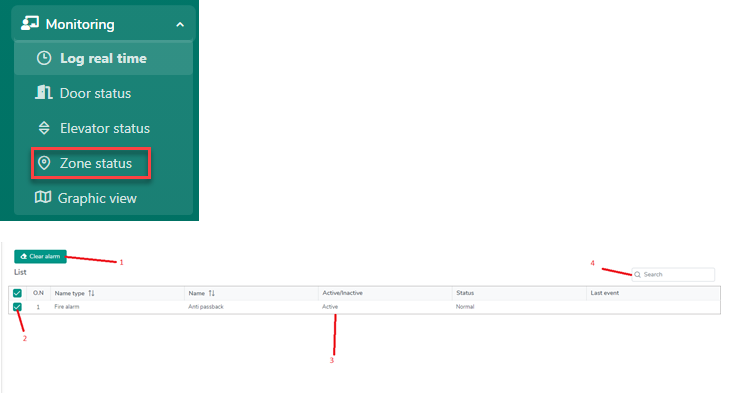 Monitoring
Log real time
Door status
Elevator status
Zone status
Graphic view
Clear alarm
1
4
List
Search
O.N Name type Name Active/Inactive Status Last event
1 Fire alarm Anti passback Active Normal
2
3